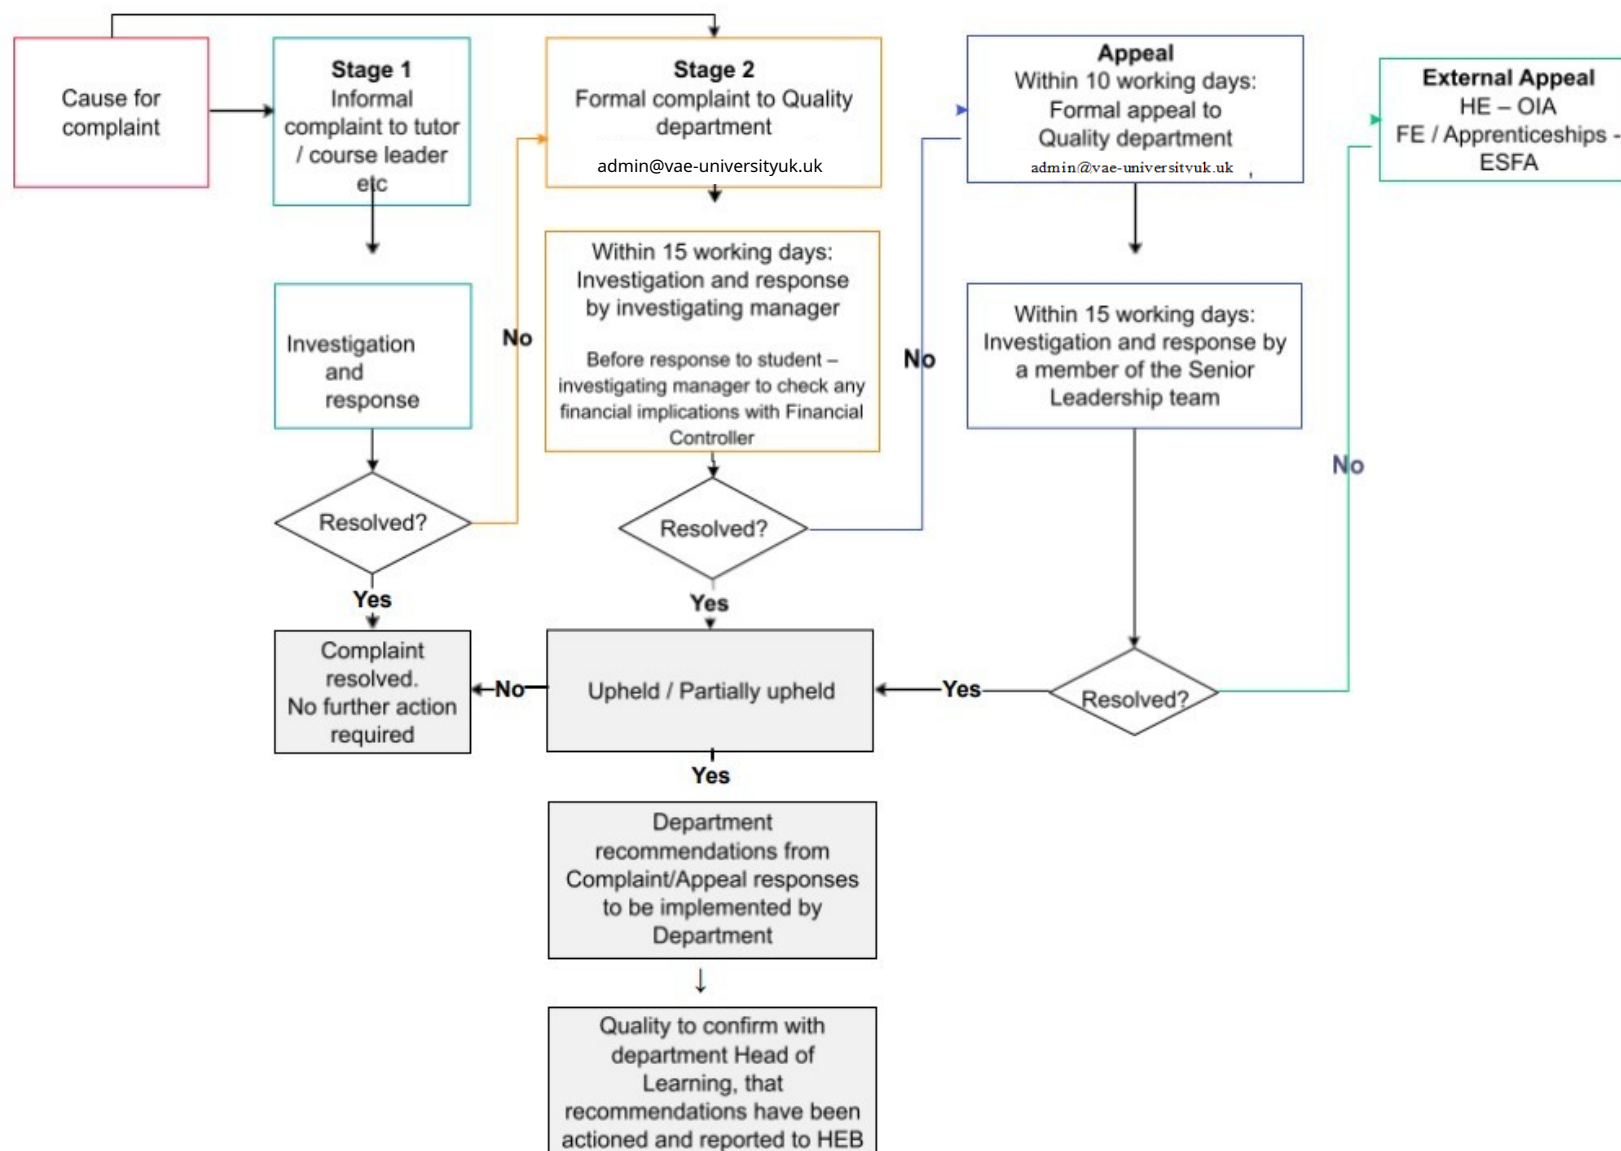 Cause for
complaint
Stage 1
Informal
complaint to tutor
/ course leader
etc
Stage 2
Formal complaint to Quality
department
admin@vae-universityuk.uk
Appeal
Within 10 working days:
Formal appeal to
Quality department
admin@vae-universityuk.uk ,
External Appeal
HE – OIA
FE / Apprenticeships -
ESFA
Investigation
and
response
No
Within 15 working days:
Investigation and response
by investigating manager
Before response to student –
investigating manager to check any
financial implications with Financial
Controller
No
Within 15 working days:
Investigation and response by
a member of the Senior
Leadership team
No
Resolved?
Resolved?
Yes
Yes
Complaint
resolved.
No further action
required
No
Upheld / Partially upheld
Yes
Resolved?
Yes
Department
recommendations from
Complaint/Appeal responses
to be implemented by
Department
↓
Quality to confirm with
department Head of
Learning, that
recommendations have been
actioned and reported to HEB